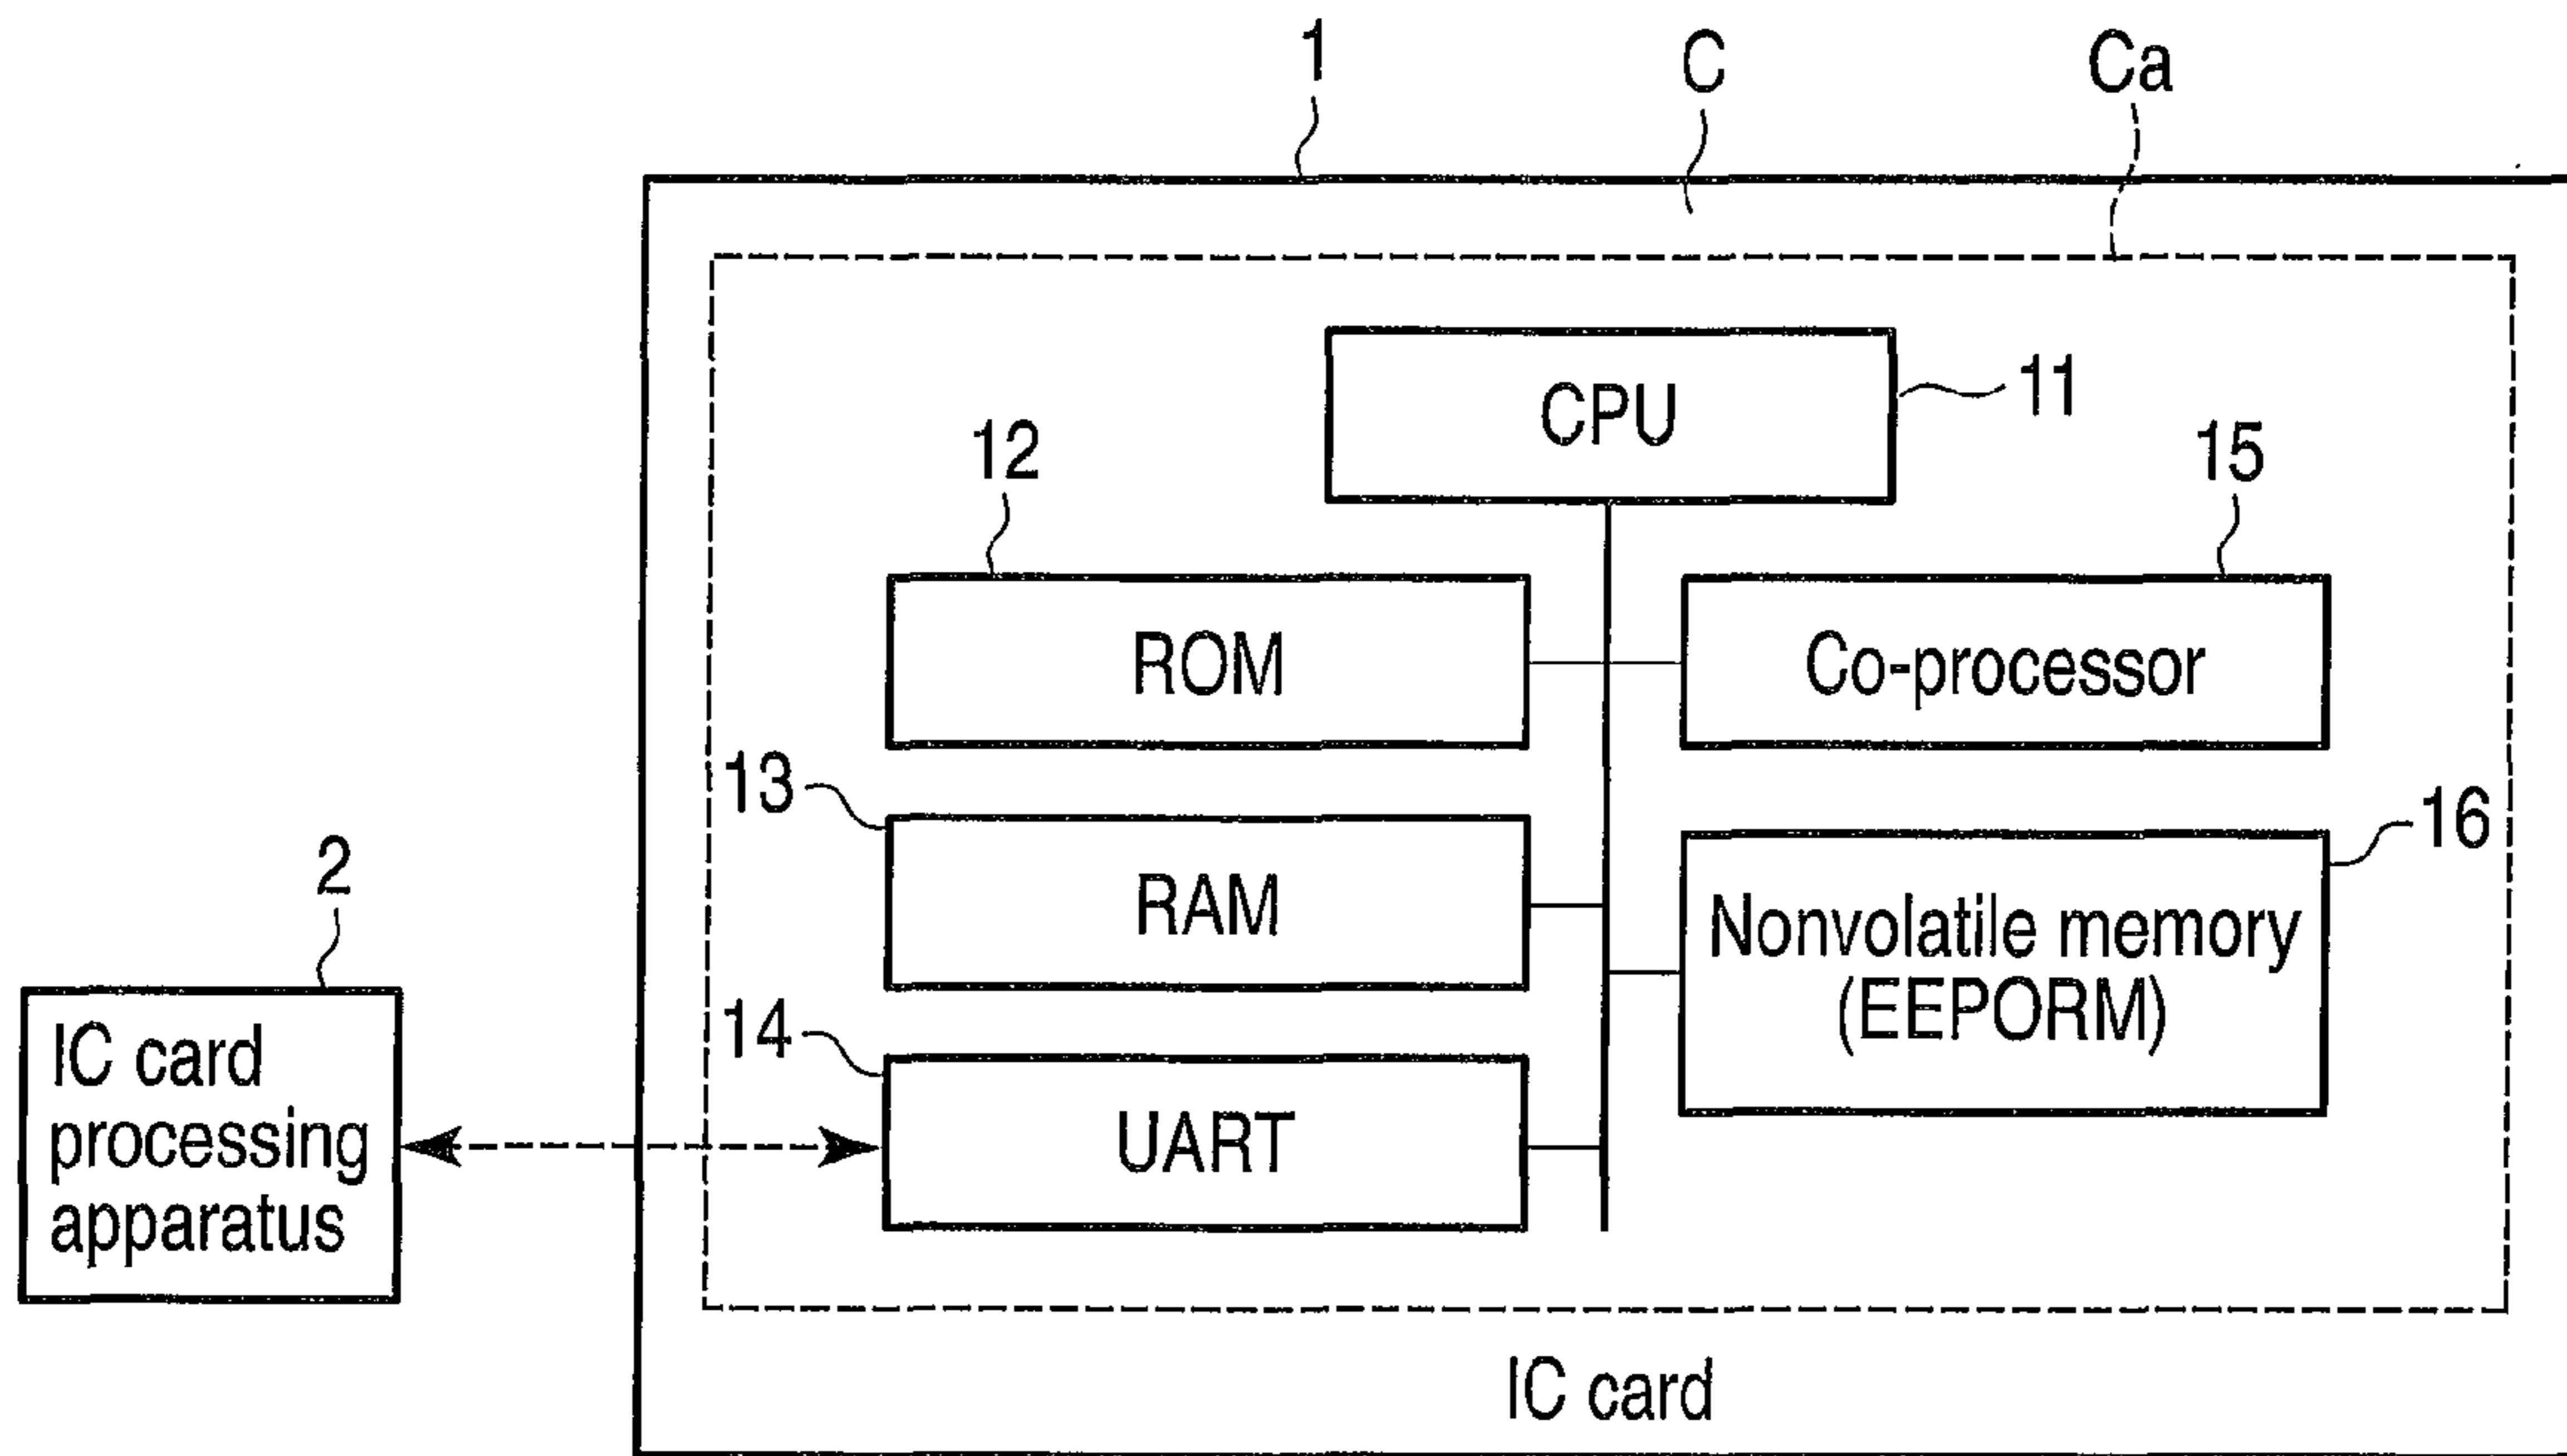 1
C
Ca
CPU
11
12
15
ROM
Co-processor
13
16
RAM
Nonvolatile memory
(EEPORM)
2
14
IC card
processing
apparatus
UART
IC card